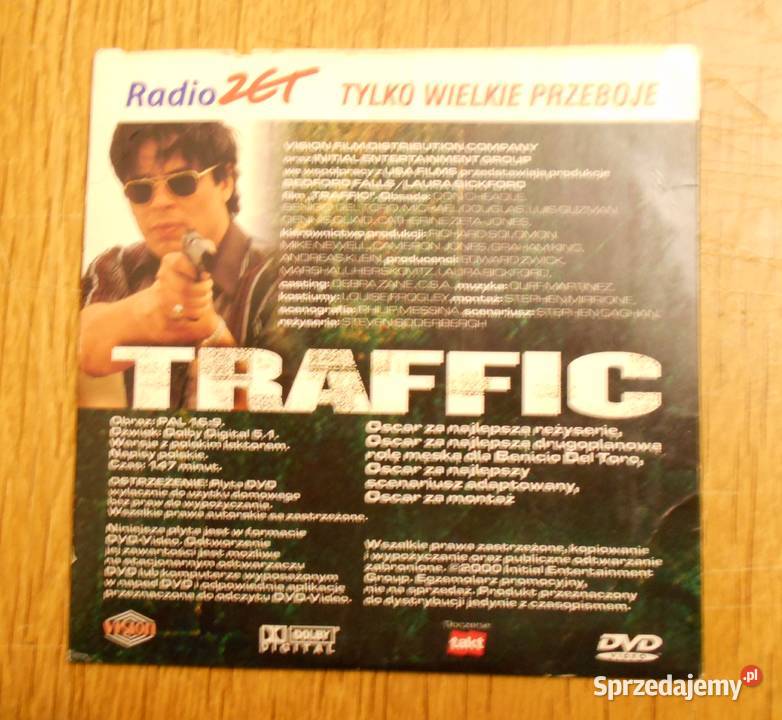 Radio ZET TYLKO WIELKIE PRZEBOJE
VISION FILM DISTRIBUTION COMPANY
oraz INITIAL ENTERTAINMENT GROUP
we współpracy z USA FILMS przedstawiają produkcję
BEDFORD FALLS / LAURA BICKFORD
film „TRAFFIC”. Obsada: DON CHEADLE,
BENICIO DEL TORO, MICHAEL DOUGLAS, LUIS GUZMAN,
DENNIS QUAID, CATHERINE ZETA-JONES,
kierownictwo produkcji: RICHARD SOLOMON,
MIKE NEWELL, CAMERON JONES, GRAHAM KING,
ANDREAS KLEIN, producenci: EDWARD ZWICK,
MARSHALL HERSKOVITZ, LAURA BICKFORD,
casting: DEBRA ZANE, C.S.A. muzyka: CLIFF MARTINEZ,
kostiumy: LOUISE FROGLEY, montaż: STEPHEN MIRRIONE,
scenografia: PHILIP MESSINA, scenariusz: STEPHEN GAGHAN,
reżyseria: STEVEN SODERBERGH
TRAFFIC
Obraz: PAL 16:9.
Dźwięk: Dolby Digital 5.1.
Wersja z polskim lektorem.
Napisy polskie.
Czas: 147 minut.
OSTRZEŻENIE! Płyta DVD
wyłącznie do użytku domowego
bez praw do wypożyczania.
Wszelkie prawa autorskie są zastrzeżone.
Niniejsza płyta jest w formacie
DVD-Video. Odtworzenie
jej zawartości jest możliwe
na stacjonarnym odtwarzaczu
DVD lub komputerze wyposażonym
w napęd DVD i odpowiednią aplikację
przeznaczoną do odczytu DVD-Video.
Oscar za najlepszą reżyserię,
Oscar za najlepszą drugoplanową
rolę męską dla Benicio Del Toro,
Oscar za najlepszy
scenariusz adaptowany,
Oscar za montaż
Wszelkie prawa zastrzeżone, kopiowanie
i wypożyczanie oraz publiczne odtwarzanie
zabronione. ©2000 Initial Entertainment
Group. Egzemplarz promocyjny,
nie na sprzedaż. Produkt przeznaczony
do dystrybucji jedynie z czasopismem.
VISION
DOLBY
DIGITAL
Tłoczenie:
takt
DVD
VIDEO
Sprzedajemy.pl